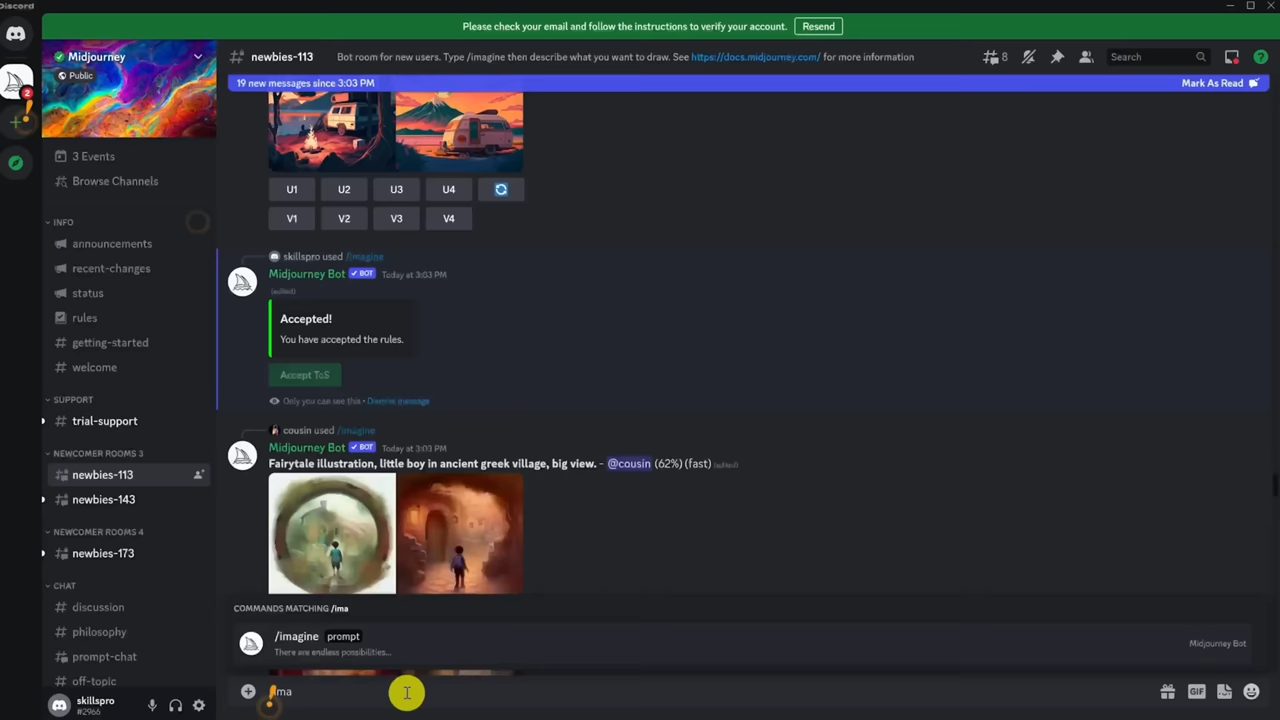 Discord
Please check your email and follow the instructions to verify your account. Resend
Midjourney
Public
2
3 Events
Browse Channels
INFO
announcements
recent-changes
status
rules
getting-started
welcome
SUPPORT
trial-support
NEWCOMER ROOMS 3
newbies-113
newbies-143
NEWCOMER ROOMS 4
newbies-173
CHAT
discussion
philosophy
prompt-chat
off-topic
skillspro
#2966
newbies-113 Bot room for new users. Type /imagine then describe what you want to draw. See https://docs.midjourney.com/ for more information
8
Search
19 new messages since 3:03 PM Mark As Read
U1 U2 U3 U4
V1 V2 V3 V4
skillspro used /imagine
Midjourney Bot BOT Today at 3:03 PM
(edited)
Accepted!
You have accepted the rules.
Accept ToS
Only you can see this • Dismiss message
cousin used /imagine
Midjourney Bot BOT Today at 3:03 PM
Fairytale illustration, little boy in ancient greek village, big view. - @cousin (62%) (fast) (edited)
COMMANDS MATCHING /ima
/imagine prompt
There are endless possibilities...
Midjourney Bot
ima
GIF